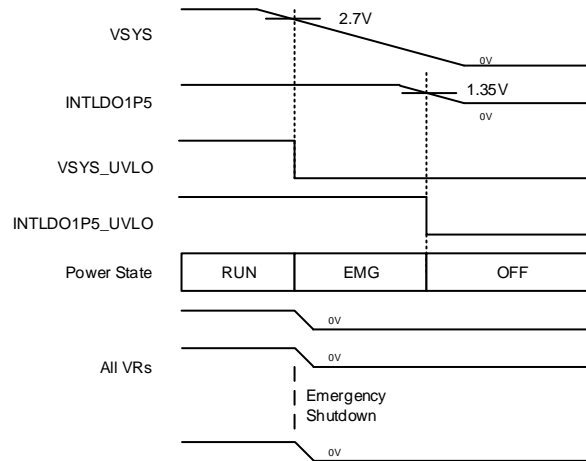 VSYS
2.7V
0V
INTLDO1P5
1.35V
0V
VSYS_UVLO
INTLDO1P5_UVLO
Power State RUN EMG OFF
0V
All VRs
0V
Emergency
Shutdown
0V